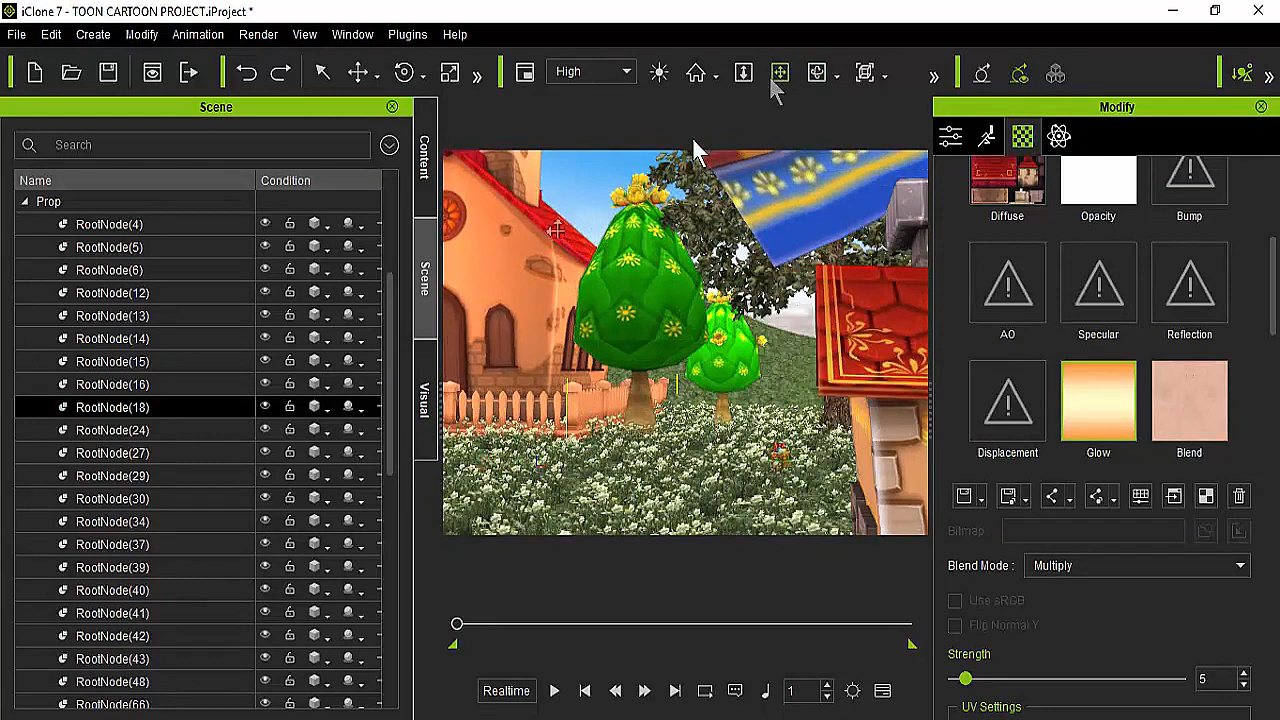 iClone 7 - TOON CARTOON PROJECT.iProject *
File Edit Create Modify Animation Render View Window Plugins Help
High
Scene
Search
Name Condition
Prop
RootNode(4)
RootNode(5)
RootNode(6)
RootNode(12)
RootNode(13)
RootNode(14)
RootNode(15)
RootNode(16)
RootNode(18)
RootNode(24)
RootNode(27)
RootNode(29)
RootNode(30)
RootNode(34)
RootNode(37)
RootNode(39)
RootNode(40)
RootNode(41)
RootNode(42)
RootNode(43)
RootNode(48)
RootNode(66)
Content
Scene
Visual
Realtime
1
Modify
Diffuse Opacity Bump
AO Specular Reflection
Displacement Glow Blend
Bitmap
Blend Mode : Multiply
Use sRGB
Flip Normal Y
Strength
5
UV Settings